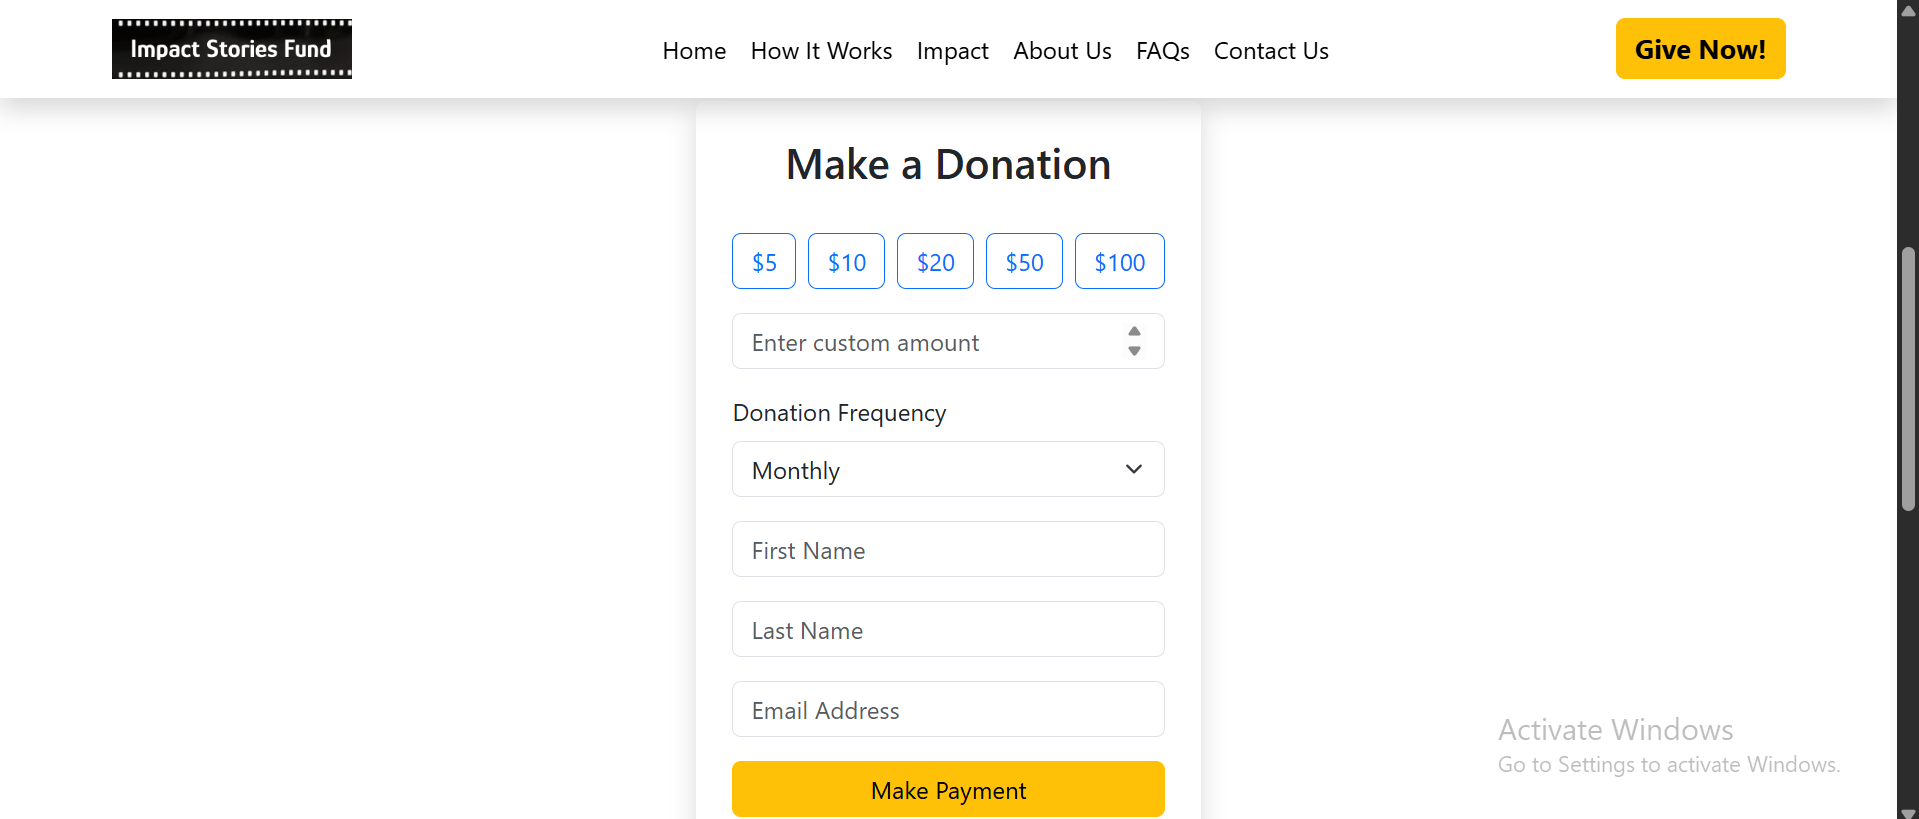 Impact Stories Fund
Home How It Works Impact About Us FAQs Contact Us
Give Now!
Make a Donation
$5 $10 $20 $50 $100
Enter custom amount
Donation Frequency
Monthly
First Name
Last Name
Email Address
Make Payment
Activate Windows
Go to Settings to activate Windows.